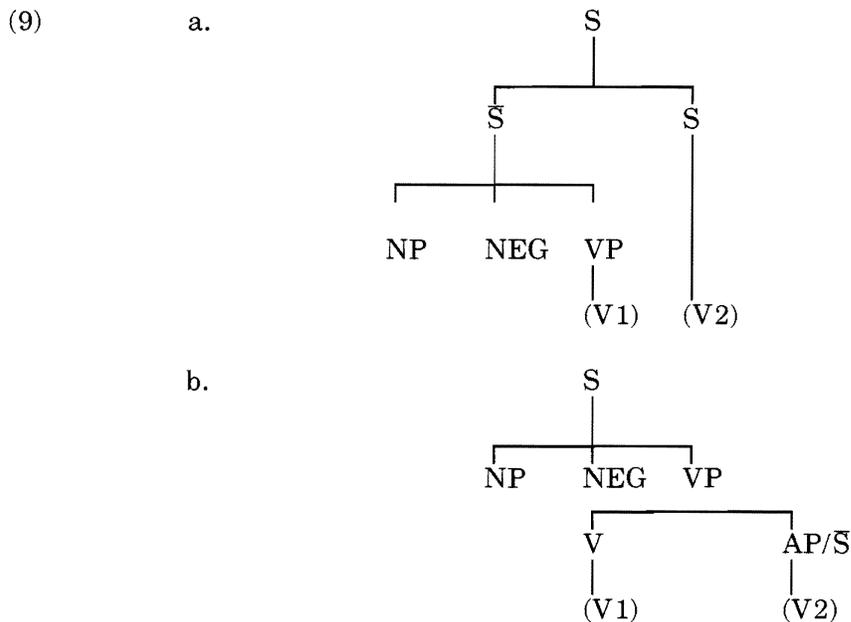 (9) a. S
S̅ S
NP NEG VP
(V1) (V2)
b. S
NP NEG VP
V AP/S̅
(V1) (V2)